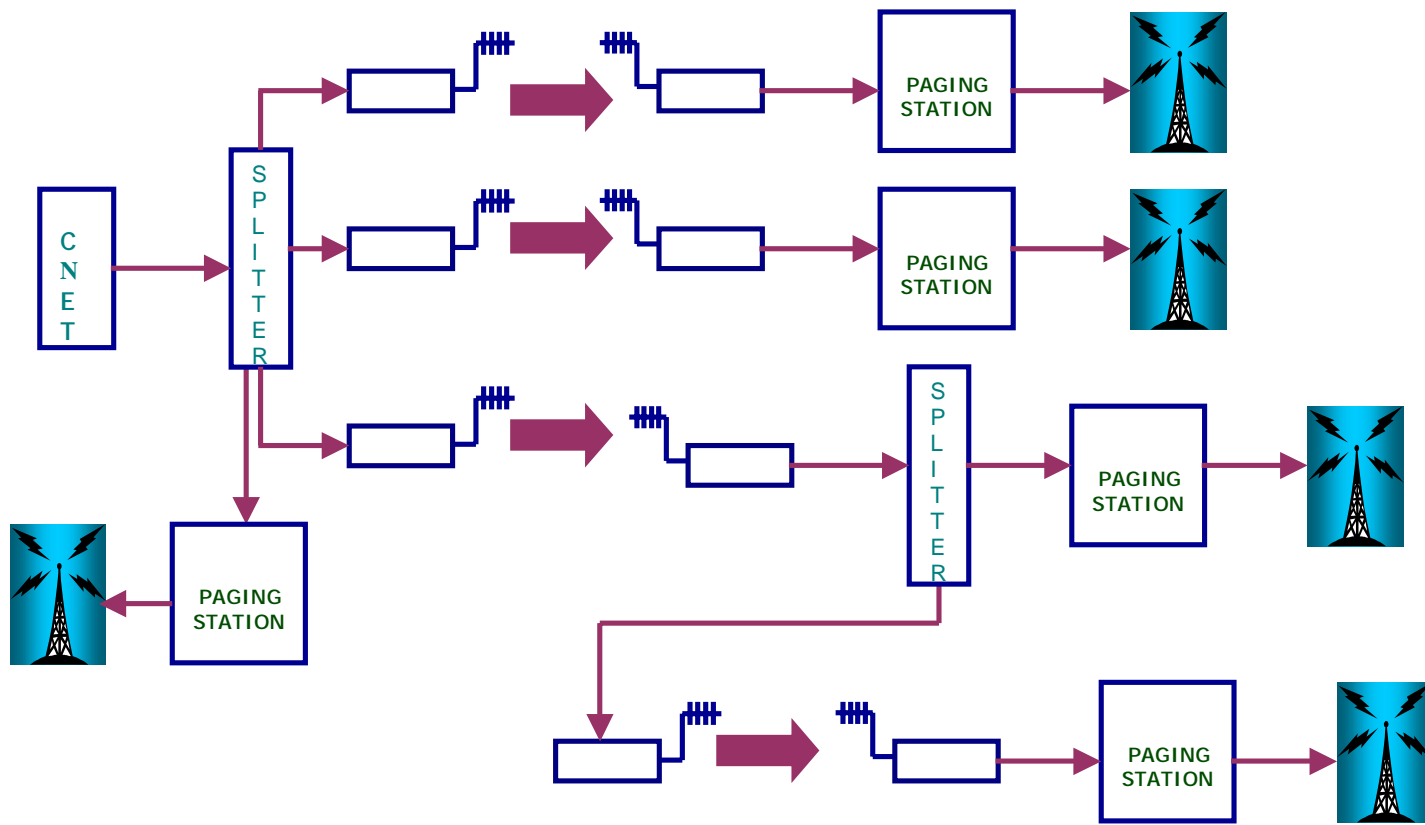 PAGING
STATION
SPLITTER
CNET
PAGING
STATION
SPLITTER
PAGING
STATION
PAGING
STATION
PAGING
STATION